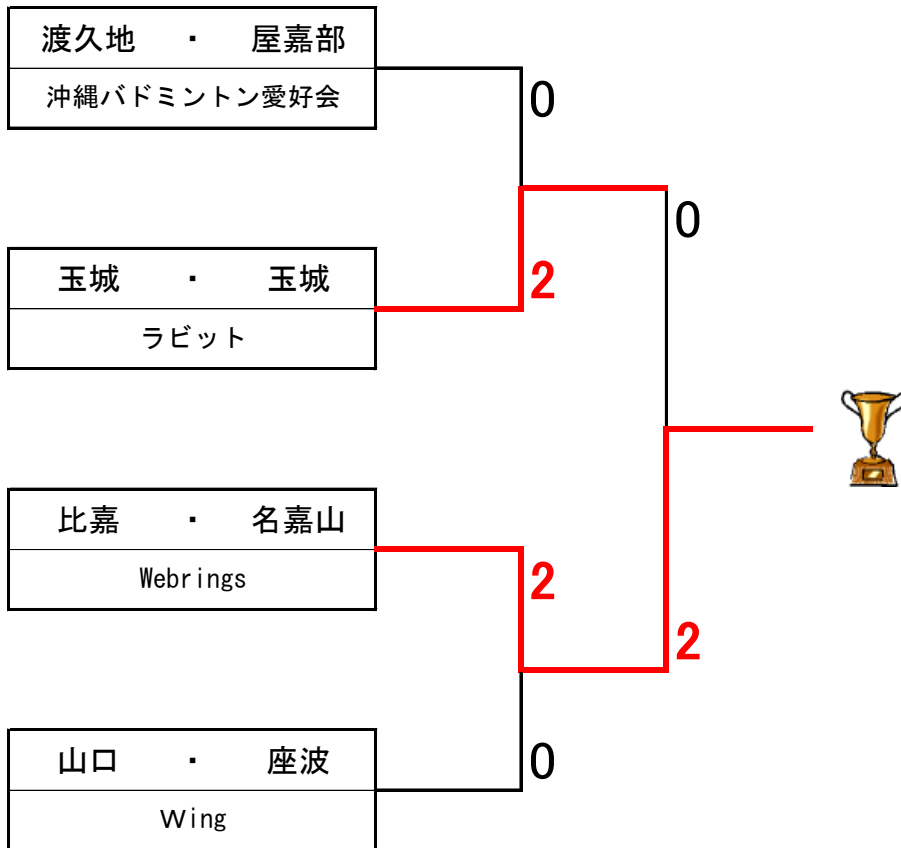 渡久地 ・ 屋嘉部
沖縄バドミントン愛好会
0
0
玉城 ・ 玉城
2
ラビット
比嘉 ・ 名嘉山
Webrings
2
2
山口 ・ 座波
0
Wing